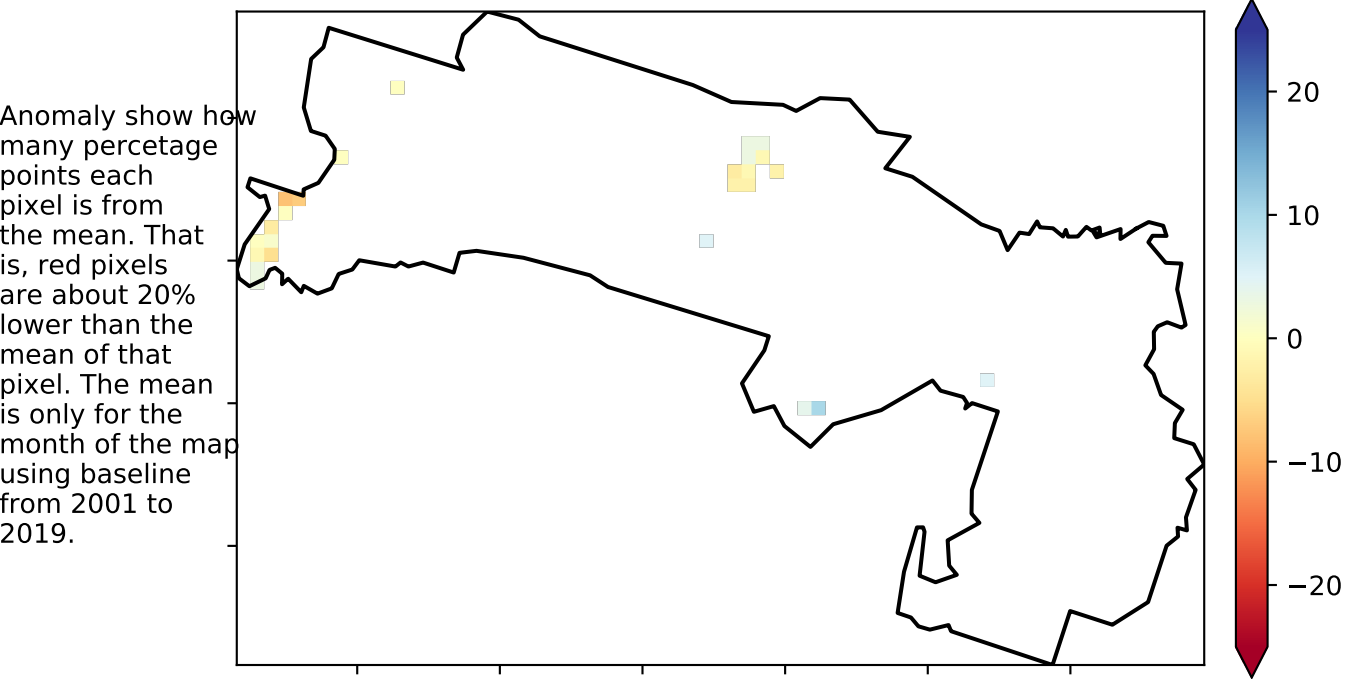 Anomaly show how
many percetage
points each
pixel is from
the mean. That
is, red pixels
are about 20%
lower than the
mean of that
pixel. The mean
is only for the
month of the map
using baseline
from 2001 to
2019.
20
10
0
−10
−20